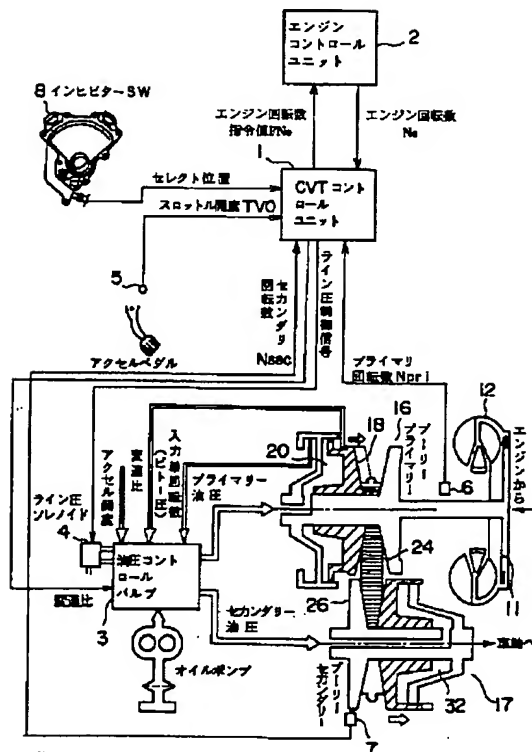 エンジン
コントロール
ユニット
2
8 インヒビターSW
エンジン回転数
指令値
エンジン回転数
Ne
1
セレクト位置
スロットル開度TVO
CVTコント
ロール
ユニット
5
アクセルペダル
セカンダリ
回転数
Nsec
ライン圧制御信号
プライマリ
回転数Npri
12
16
18
20
プーリー
プライマリー
6
エンジンから
アクセル開度
変速比
入力軸回転数
(ピトー圧)
プライマリー
油圧
ライン圧
ソレノイド
4
油圧コント
ロール
バルブ
3
変速比
24
26
11
セカンダリー
油圧
車輪へ
オイルポンプ
プーリー
セカンダリー
32
17
7